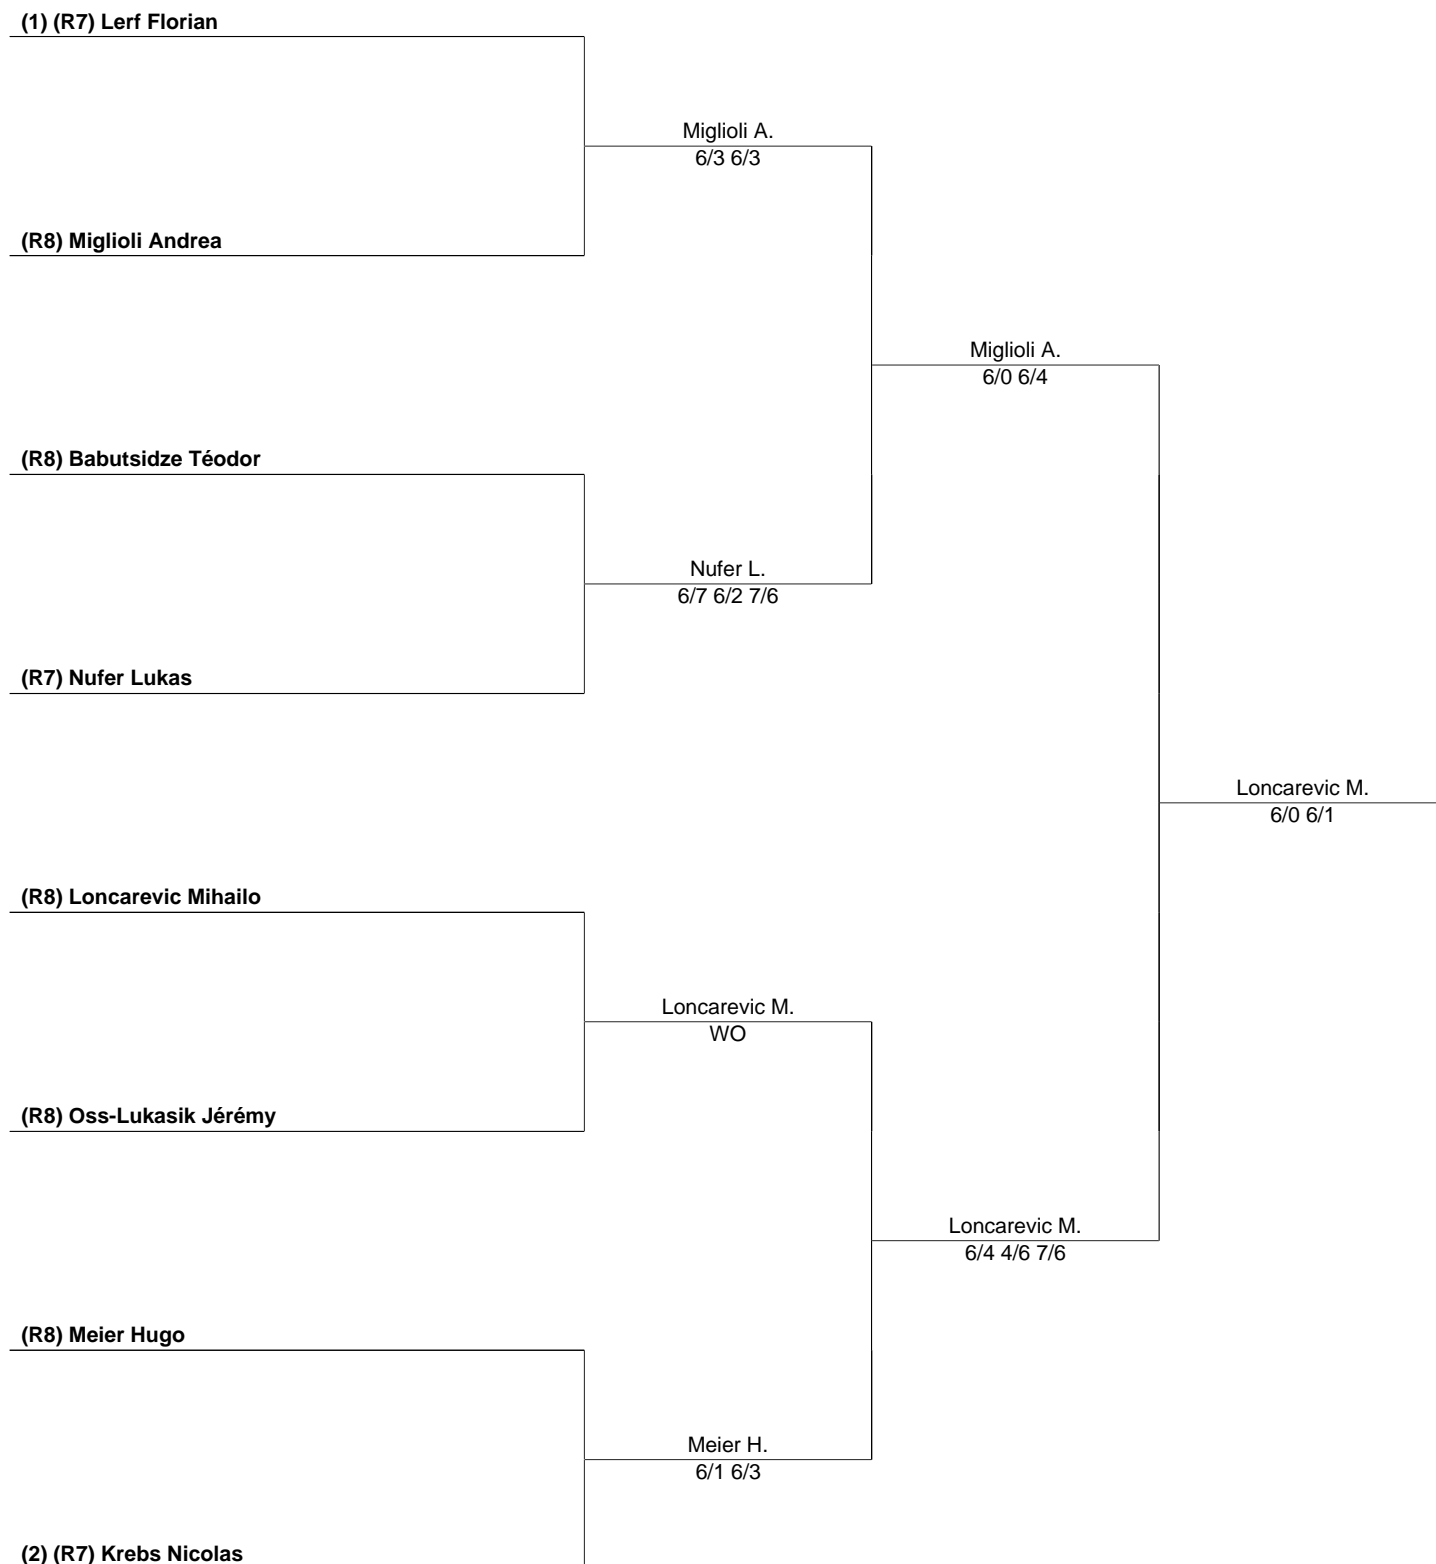 (1) (R7) Lerf Florian
Miglioli A.
6/3 6/3
(R8) Miglioli Andrea
Miglioli A.
6/0 6/4
(R8) Babutsidze Téodor
Nufer L.
6/7 6/2 7/6
(R7) Nufer Lukas
Loncarevic M.
6/0 6/1
(R8) Loncarevic Mihailo
Loncarevic M.
WO
(R8) Oss-Lukasik Jérémy
Loncarevic M.
6/4 4/6 7/6
(R8) Meier Hugo
Meier H.
6/1 6/3
(2) (R7) Krebs Nicolas